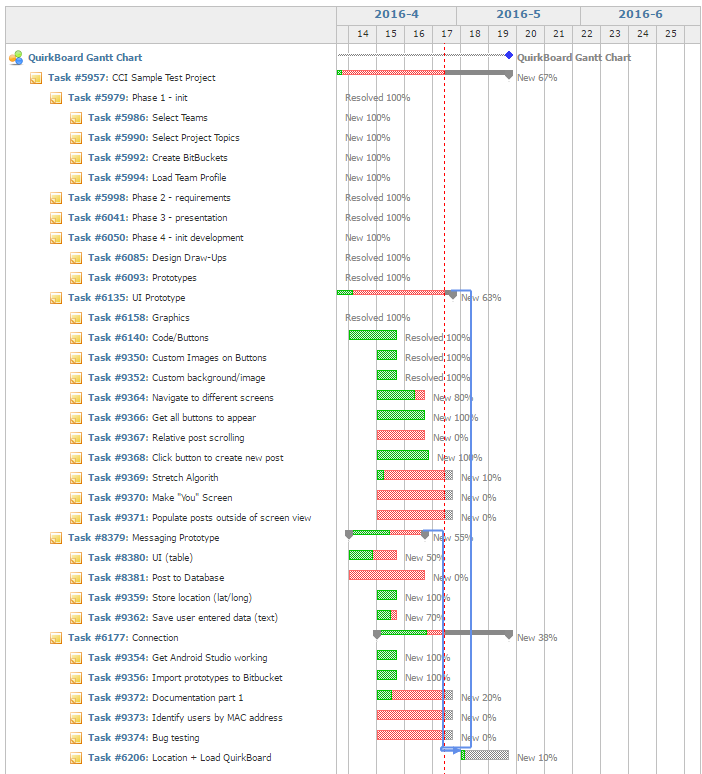 2016-4 2016-5 2016-6
14 15 16 17 18 19 20 21 22 23 24 25
QuirkBoard Gantt Chart QuirkBoard Gantt Chart
Task #5957: CCI Sample Test Project New 67%
Task #5979: Phase 1 - init Resolved 100%
Task #5986: Select Teams New 100%
Task #5990: Select Project Topics New 100%
Task #5992: Create BitBuckets New 100%
Task #5994: Load Team Profile New 100%
Task #5998: Phase 2 - requirements Resolved 100%
Task #6041: Phase 3 - presentation Resolved 100%
Task #6050: Phase 4 - init development New 100%
Task #6085: Design Draw-Ups Resolved 100%
Task #6093: Prototypes Resolved 100%
Task #6135: UI Prototype New 63%
Task #6158: Graphics Resolved 100%
Task #6140: Code/Buttons Resolved 100%
Task #9350: Custom Images on Buttons Resolved 100%
Task #9352: Custom background/image Resolved 100%
Task #9364: Navigate to different screens New 80%
Task #9366: Get all buttons to appear New 100%
Task #9367: Relative post scrolling New 0%
Task #9368: Click button to create new post New 100%
Task #9369: Stretch Algorith New 10%
Task #9370: Make "You" Screen New 0%
Task #9371: Populate posts outside of screen view New 0%
Task #8379: Messaging Prototype New 55%
Task #8380: UI (table) New 50%
Task #8381: Post to Database New 0%
Task #9359: Store location (lat/long) New 100%
Task #9362: Save user entered data (text) New 70%
Task #6177: Connection New 38%
Task #9354: Get Android Studio working New 100%
Task #9356: Import prototypes to Bitbucket New 100%
Task #9372: Documentation part 1 New 20%
Task #9373: Identify users by MAC address New 0%
Task #9374: Bug testing New 0%
Task #6206: Location + Load QuirkBoard New 10%